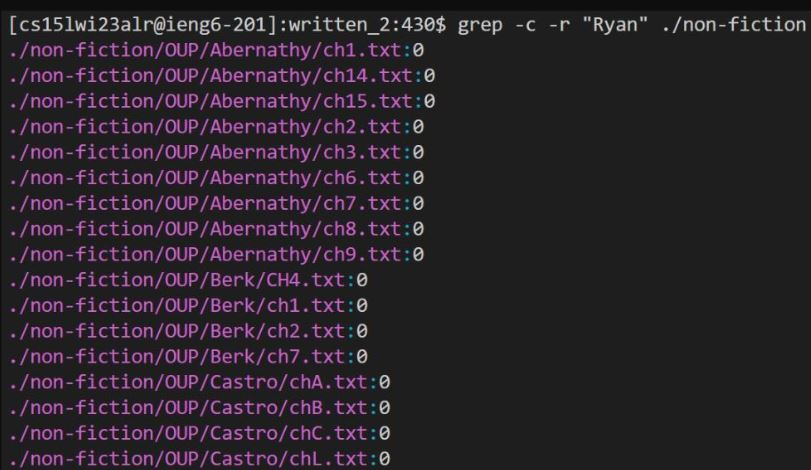 [cs15lwi23alr@ieng6-201]:written_2:430$ grep -c -r "Ryan" ./non-fiction
./non-fiction/OUP/Abernathy/ch1.txt:0
./non-fiction/OUP/Abernathy/ch14.txt:0
./non-fiction/OUP/Abernathy/ch15.txt:0
./non-fiction/OUP/Abernathy/ch2.txt:0
./non-fiction/OUP/Abernathy/ch3.txt:0
./non-fiction/OUP/Abernathy/ch6.txt:0
./non-fiction/OUP/Abernathy/ch7.txt:0
./non-fiction/OUP/Abernathy/ch8.txt:0
./non-fiction/OUP/Abernathy/ch9.txt:0
./non-fiction/OUP/Berk/CH4.txt:0
./non-fiction/OUP/Berk/ch1.txt:0
./non-fiction/OUP/Berk/ch2.txt:0
./non-fiction/OUP/Berk/ch7.txt:0
./non-fiction/OUP/Castro/chA.txt:0
./non-fiction/OUP/Castro/chB.txt:0
./non-fiction/OUP/Castro/chC.txt:0
./non-fiction/OUP/Castro/chL.txt:0